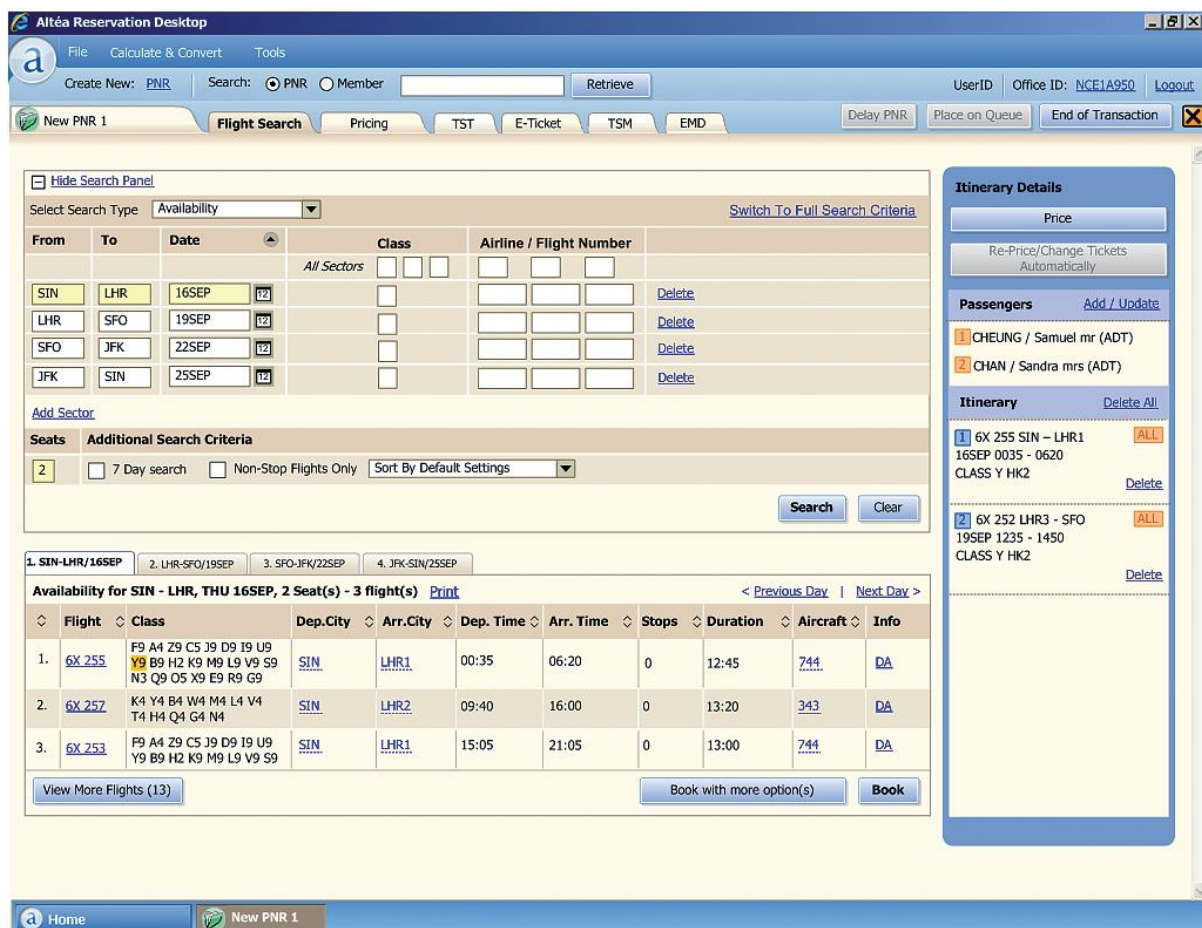 Altéa Reservation Desktop
a File Calculate & Convert Tools
Create New: PNR Search: PNR Member Retrieve UserID Office ID: NCE1A950 Logout
New PNR 1 Flight Search Pricing TST E-Ticket TSM EMD Delay PNR Place on Queue End of Transaction X
Hide Search Panel
Select Search Type Availability Switch To Full Search Criteria
From To Date Class Airline / Flight Number
All Sectors
SIN LHR 16SEP 12 Delete
LHR SFO 19SEP 12 Delete
SFO JFK 22SEP 12 Delete
JFK SIN 25SEP 12 Delete
Add Sector
Seats Additional Search Criteria
2 7 Day search Non-Stop Flights Only Sort By Default Settings
Search Clear
1. SIN-LHR/16SEP 2. LHR-SFO/19SEP 3. SFO-JFK/22SEP 4. JFK-SIN/25SEP
Availability for SIN - LHR, THU 16SEP, 2 Seat(s) - 3 flight(s) Print < Previous Day | Next Day >
Flight Class Dep.City Arr.City Dep. Time Arr. Time Stops Duration Aircraft Info
F9 A4 Z9 C5 J9 D9 I9 U9
1. 6X 255 Y9 B9 H2 K9 M9 L9 V9 S9 SIN LHR1 00:35 06:20 0 12:45 744 DA
N3 Q9 O5 X9 E9 R9 G9
2. 6X 257 K4 Y4 B4 W4 M4 L4 V4 SIN LHR2 09:40 16:00 0 13:20 343 DA
T4 H4 Q4 G4 N4
3. 6X 253 F9 A4 Z9 C5 J9 D9 I9 U9 SIN LHR1 15:05 21:05 0 13:00 744 DA
Y9 B9 H2 K9 M9 L9 V9 S9
View More Flights (13) Book with more option(s) Book
Itinerary Details
Price
Re-Price/Change Tickets
Automatically
Passengers Add / Update
1 CHEUNG / Samuel mr (ADT)
2 CHAN / Sandra mrs (ADT)
Itinerary Delete All
1 6X 255 SIN – LHR1 ALL
16SEP 0035 - 0620
CLASS Y HK2
Delete
2 6X 252 LHR3 - SFO ALL
19SEP 1235 - 1450
CLASS Y HK2
Delete
a Home New PNR 1